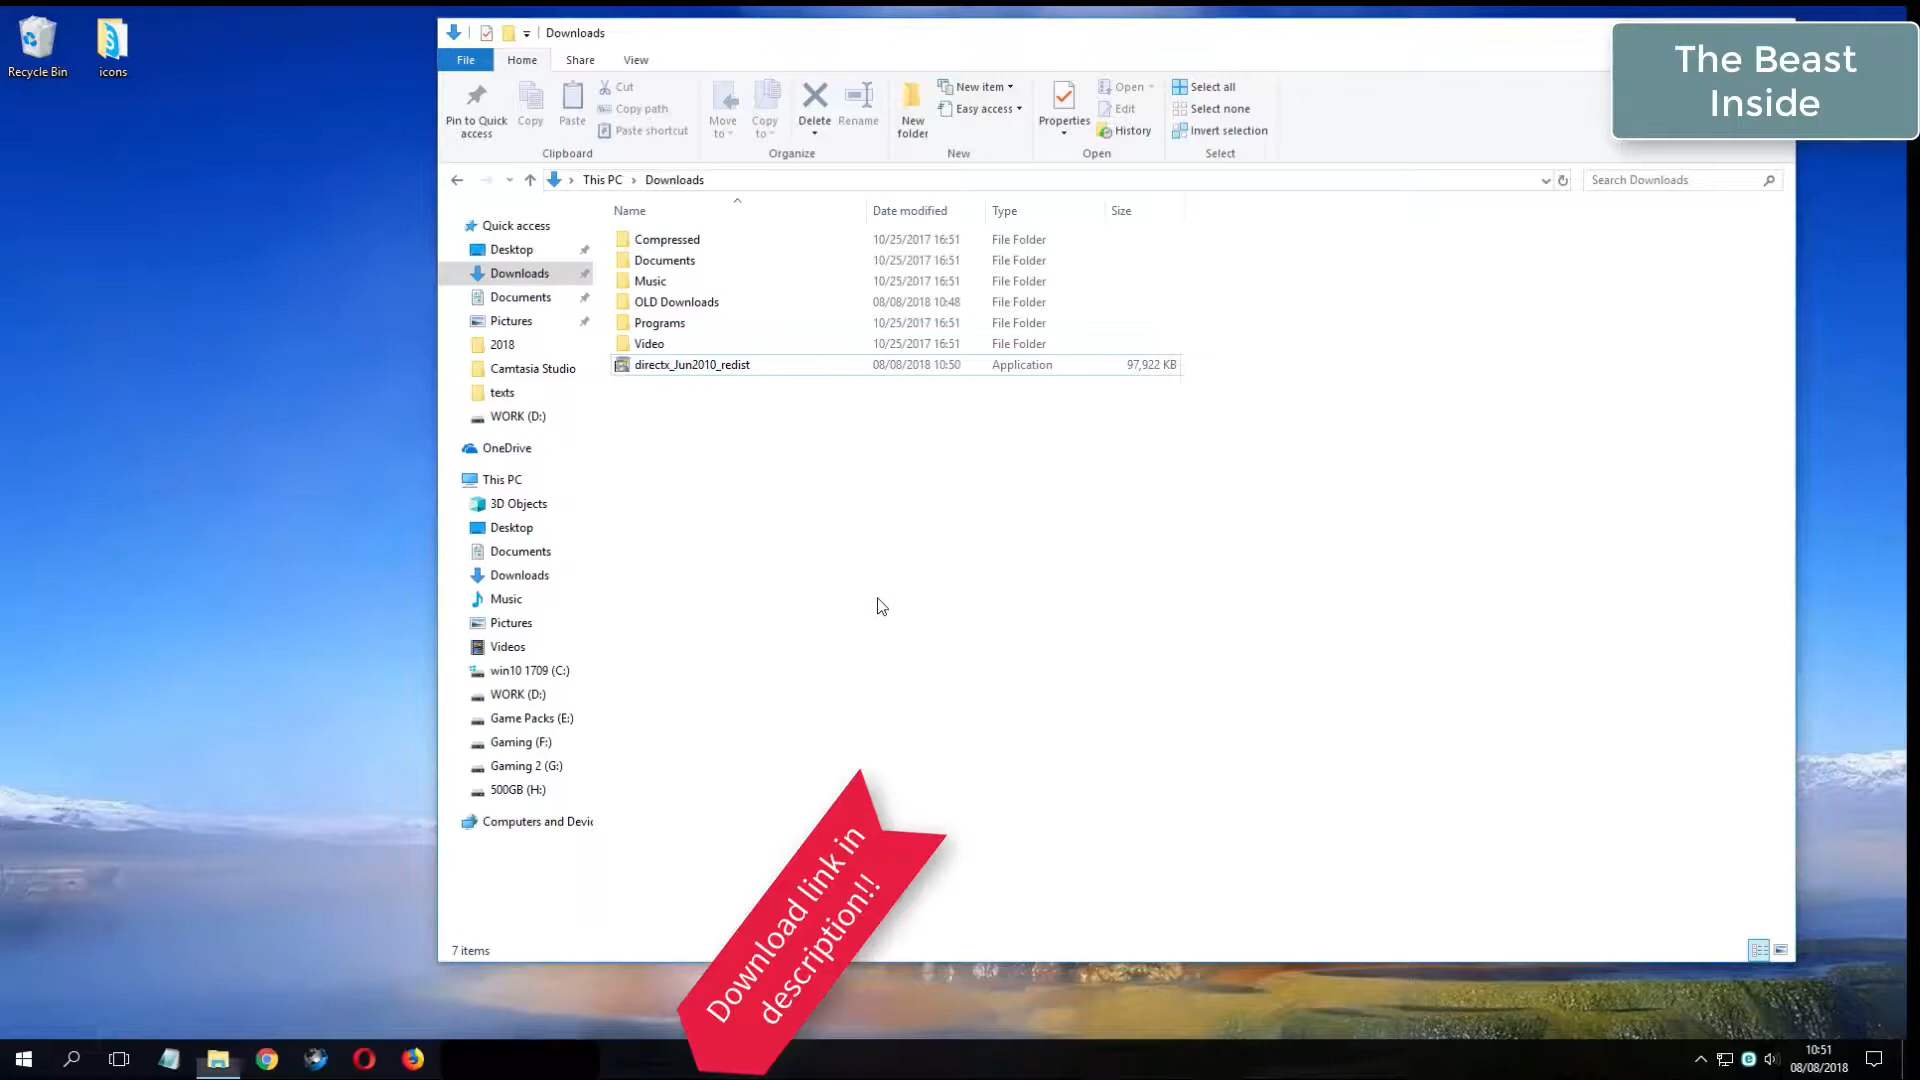 Recycle Bin
icons
Downloads
The Beast
Inside
File
Home
Share
View
Pin to Quick
access
Copy
Paste
Cut
Copy path
Paste shortcut
Clipboard
Move
to
Copy
to
Delete
Rename
Organize
New
folder
New item
Easy access
New
Properties
Open
Edit
History
Open
Select all
Select none
Invert selection
Select
This PC
Downloads
Search Downloads
Name
Date modified
Type
Size
Compressed 10/25/2017 16:51 File Folder
Documents 10/25/2017 16:51 File Folder
Music 10/25/2017 16:51 File Folder
OLD Downloads 08/08/2018 10:48 File Folder
Programs 10/25/2017 16:51 File Folder
Video 10/25/2017 16:51 File Folder
directx_Jun2010_redist 08/08/2018 10:50 Application 97,922 KB
Quick access
Desktop
Downloads
Documents
Pictures
2018
Camtasia Studio
texts
WORK (D:)
OneDrive
This PC
3D Objects
Desktop
Documents
Downloads
Music
Pictures
Videos
win10 1709 (C:)
WORK (D:)
Game Packs (E:)
Gaming (F:)
Gaming 2 (G:)
500GB (H:)
Computers and Devic
7 items
Download link in
description!!
10:51
08/08/2018